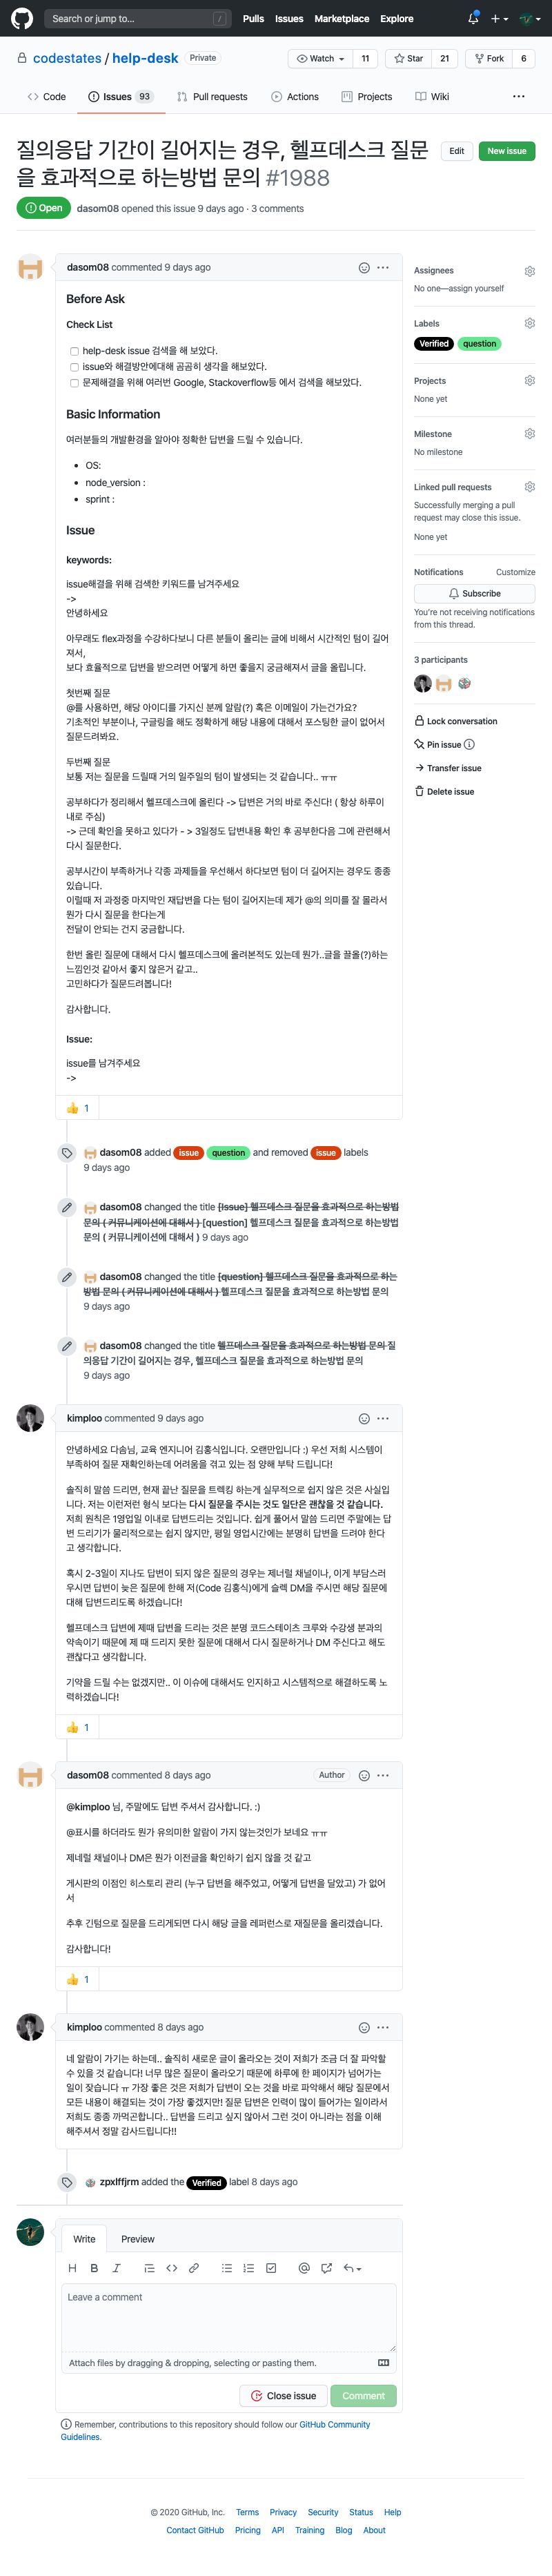 Search or jump to...
/
Pulls Issues Marketplace Explore
codestates / help-desk Private
Watch 11 Star 21 Fork 6
Code Issues 93 Pull requests Actions Projects Wiki
질의응답 기간이 길어지는 경우, 헬프데스크 질문
을 효과적으로 하는방법 문의 #1988
Edit New issue
Open dasom08 opened this issue 9 days ago · 3 comments
dasom08 commented 9 days ago
Before Ask
Check List
help-desk issue 검색을 해 보았다.
issue와 해결방안에대해 곰곰히 생각을 해보았다.
문제해결을 위해 여러번 Google, Stackoverflow등 에서 검색을 해보았다.
Basic Information
여러분들의 개발환경을 알아야 정확한 답변을 드릴 수 있습니다.
OS:
node_version :
sprint :
Issue
keywords:
issue해결을 위해 검색한 키워드를 남겨주세요
->
안녕하세요
아무래도 flex과정을 수강하다보니 다른 분들이 올리는 글에 비해서 시간적인 텀이 길어
져서,
보다 효율적으로 답변을 받으려면 어떻게 하면 좋을지 궁금해져서 글을 올립니다.
첫번째 질문
@를 사용하면, 해당 아이디를 가지신 분께 알람(?) 혹은 이메일이 가는건가요?
기초적인 부분이나, 구글링을 해도 정확하게 해당 내용에 대해서 포스팅한 글이 없어서
질문드려봐요.
두번째 질문
보통 저는 질문을 드릴때 거의 일주일의 텀이 발생되는 것 같습니다.. ㅠㅠ
공부하다가 정리해서 헬프데스크에 올린다 -> 답변은 거의 바로 주신다! ( 항상 하루이
내로 주심)
-> 근데 확인을 못하고 있다가 - > 3일정도 답변내용 확인 후 공부한다음 그에 관련해서
다시 질문한다.
공부시간이 부족하거나 각종 과제들을 우선해서 하다보면 텀이 더 길어지는 경우도 종종
있습니다.
이럴때 저 과정중 마지막인 재답변을 다는 텀이 길어지는데 제가 @의 의미를 잘 몰라서
뭔가 다시 질문을 한다는게
전달이 안되는 건지 궁금합니다.
한번 올린 질문에 대해서 다시 헬프데스크에 올려본적도 있는데 뭔가..글을 끌올(?)하는
느낌인것 같아서 좋지 않은거 같고..
고민하다가 질문드려봅니다!
감사합니다.
Issue:
issue를 남겨주세요
->
1
dasom08 added issue question and removed issue labels
9 days ago
dasom08 changed the title [Issue] 헬프데스크 질문을 효과적으로 하는방법
문의 ( 커뮤니케이션에 대해서 ) [question] 헬프데스크 질문을 효과적으로 하는방법
문의 ( 커뮤니케이션에 대해서 ) 9 days ago
dasom08 changed the title [question] 헬프데스크 질문을 효과적으로 하는
방법 문의 ( 커뮤니케이션에 대해서 ) 헬프데스크 질문을 효과적으로 하는방법 문의
9 days ago
dasom08 changed the title 헬프데스크 질문을 효과적으로 하는방법 문의 질
의응답 기간이 길어지는 경우, 헬프데스크 질문을 효과적으로 하는방법 문의
9 days ago
kimploo commented 9 days ago
안녕하세요 다솜님, 교육 엔지니어 김홍식입니다. 오랜만입니다 :) 우선 저희 시스템이
부족하여 질문 재확인하는데 어려움을 겪고 있는 점 양해 부탁 드립니다!
솔직히 말씀 드리면, 현재 끝난 질문을 트렉킹 하는게 실무적으로 쉽지 않은 것은 사실입
니다. 저는 이런저런 형식 보다는 다시 질문을 주시는 것도 일단은 괜찮을 것 같습니다.
저희 원칙은 1영업일 이내로 답변드리는 것입니다. 쉽게 풀어서 말씀 드리면 주말에는 답
변 드리기가 물리적으로는 쉽지 않지만, 평일 영업시간에는 분명히 답변을 드려야 한다
고 생각합니다.
혹시 2-3일이 지나도 답변이 되지 않은 질문의 경우는 제너럴 채널이나, 이게 부담스러
우시면 답변이 늦은 질문에 한해 저(Code 김홍식)에게 슬렉 DM을 주시면 해당 질문에
대해 답변드리도록 하겠습니다!
헬프데스크 답변에 제때 답변을 드리는 것은 분명 코드스테이츠 크루와 수강생 분과의
약속이기 때문에 제 때 드리지 못한 질문에 대해서 다시 질문하거나 DM 주신다고 해도
괜찮다고 생각합니다.
기약을 드릴 수는 없겠지만.. 이 이슈에 대해서도 인지하고 시스템적으로 해결하도록 노
력하겠습니다!
1
dasom08 commented 8 days ago Author
@kimploo 님, 주말에도 답변 주셔서 감사합니다. :)
@표시를 하더라도 뭔가 유의미한 알람이 가지 않는것인가 보네요 ㅠㅠ
제네럴 채널이나 DM은 뭔가 이전글을 확인하기 쉽지 않을 것 같고
게시판의 이점인 히스토리 관리 (누구 답변을 해주었고, 어떻게 답변을 달았고) 가 없어
서
추후 긴텀으로 질문을 드리게되면 다시 해당 글을 레퍼런스로 재질문을 올리겠습니다.
감사합니다!
1
kimploo commented 8 days ago
네 알람이 가기는 하는데.. 솔직히 새로운 글이 올라오는 것이 저희가 조금 더 잘 파악할
수 있을 것 같습니다! 너무 많은 질문이 올라오기 때문에 하루에 한 페이지가 넘어가는
일이 잦습니다 ㅠ 가장 좋은 것은 저희가 답변이 오는 것을 바로 파악해서 해당 질문에서
모든 내용이 해결되는 것이 가장 좋겠지만! 질문 답변은 인력이 많이 들어가는 일이라서
저희도 종종 까먹곤합니다.. 답변을 드리고 싶지 않아서 그런 것이 아니라는 점을 이해
해주셔서 정말 감사드립니다!!
zpxlffjrm added the Verified label 8 days ago
Write Preview
Leave a comment
Attach files by dragging & dropping, selecting or pasting them.
Close issue Comment
Remember, contributions to this repository should follow our GitHub Community
Guidelines.
Assignees
No one—assign yourself
Labels
Verified question
Projects
None yet
Milestone
No milestone
Linked pull requests
Successfully merging a pull
request may close this issue.
None yet
Notifications Customize
Subscribe
You're not receiving notifications
from this thread.
3 participants
Lock conversation
Pin issue
Transfer issue
Delete issue
© 2020 GitHub, Inc. Terms Privacy Security Status Help
Contact GitHub Pricing API Training Blog About